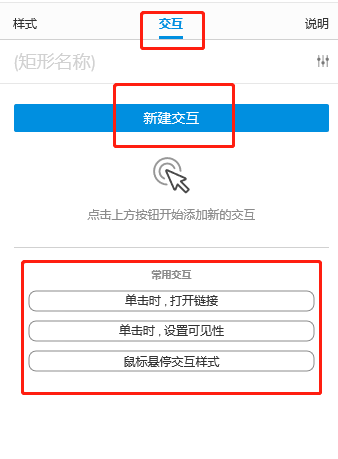 样式 交互 说明
(矩形名称)
新建交互
点击上方按钮开始添加新的交互
常用交互
单击时 , 打开链接
单击时 , 设置可见性
鼠标悬停交互样式